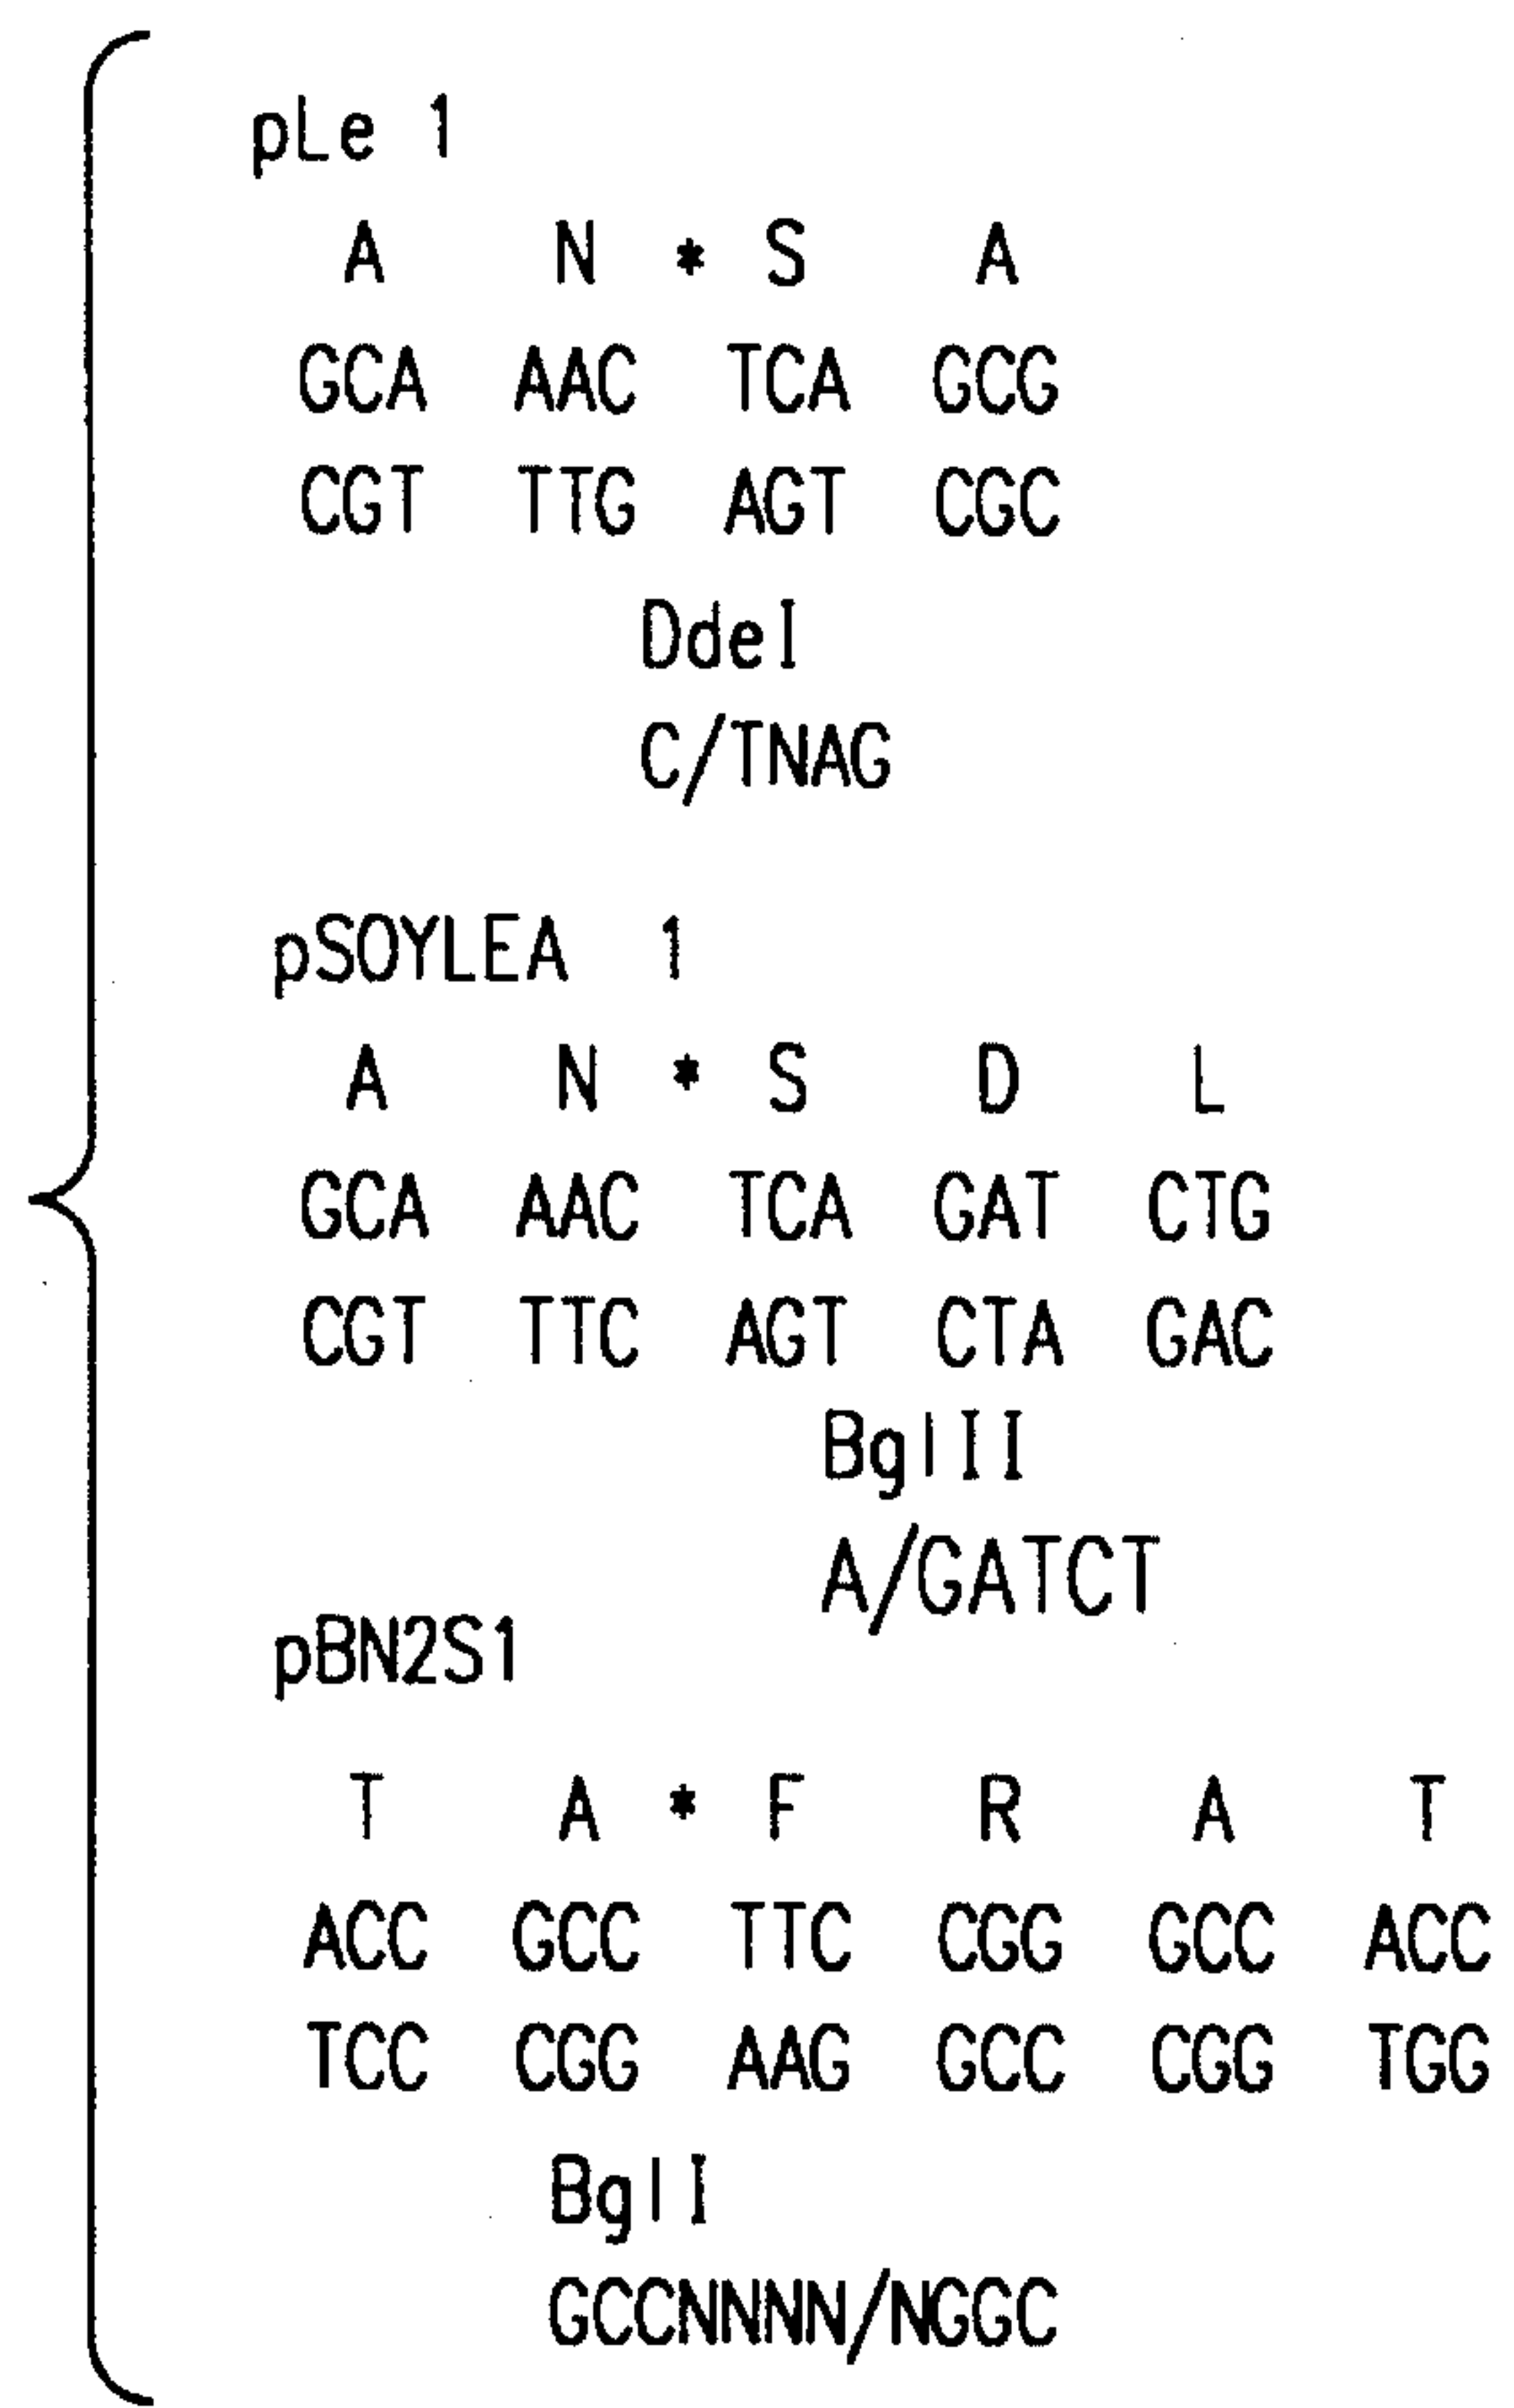 pLe 1
A N * S A
GCA AAC TCA GCG
CGT TTG AGT CGC
DdeI
C/TNAG
pSOYLEA 1
A N * S D L
GCA AAC TCA GAT CTG
CGT TTC AGT CTA GAC
BglII
A/GATCT
pBN2S1
T A * F R A T
ACC GCC TTC CGG GCC ACC
TCC CGG AAG GCC CGG TGG
BglI
GCCNNNN/NGGC